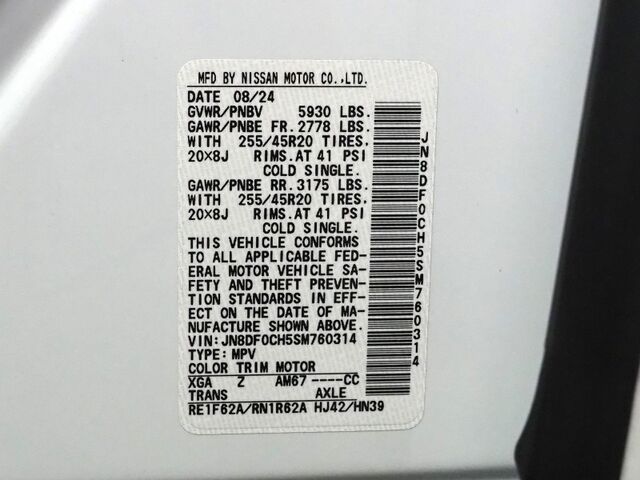 MFD BY NISSAN MOTOR CO.,LTD.
DATE 08/24
GVWR/PNBV 5930 LBS.
GAWR/PNBE FR. 2778 LBS.
WITH 255/45R20 TIRES.
20×8J RIMS.AT 41 PSI
COLD SINGLE.
GAWR/PNBE RR. 3175 LBS.
WITH 255/45R20 TIRES.
20×8J RIMS.AT 41 PSI
COLD SINGLE.
THIS VEHICLE CONFORMS
TO ALL APPLICABLE FED-
ERAL MOTOR VEHICLE SA-
FETY AND THEFT PREVEN-
TION STANDARDS IN EFF-
ECT ON THE DATE OF MA-
NUFACTURE SHOWN ABOVE.
VIN: JN8DF0CH5SM760314
TYPE: MPV
COLOR TRIM MOTOR
XGA Z AM67 ----CC
TRANS AXLE
RE1F62A/RN1R62A HJ42/HN39
JN8DF0CH5SM760314